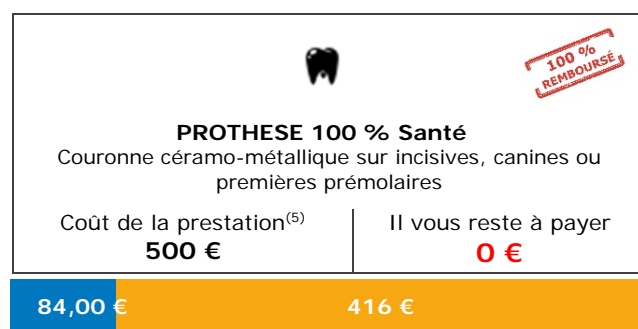 100 %
REMBOURSÉ
PROTHESE 100 % Santé
Couronne céramo-métallique sur incisives, canines ou
premières prémolaires
Coût de la prestation(5)
500 €
Il vous reste à payer
0 €
84,00 €
416 €